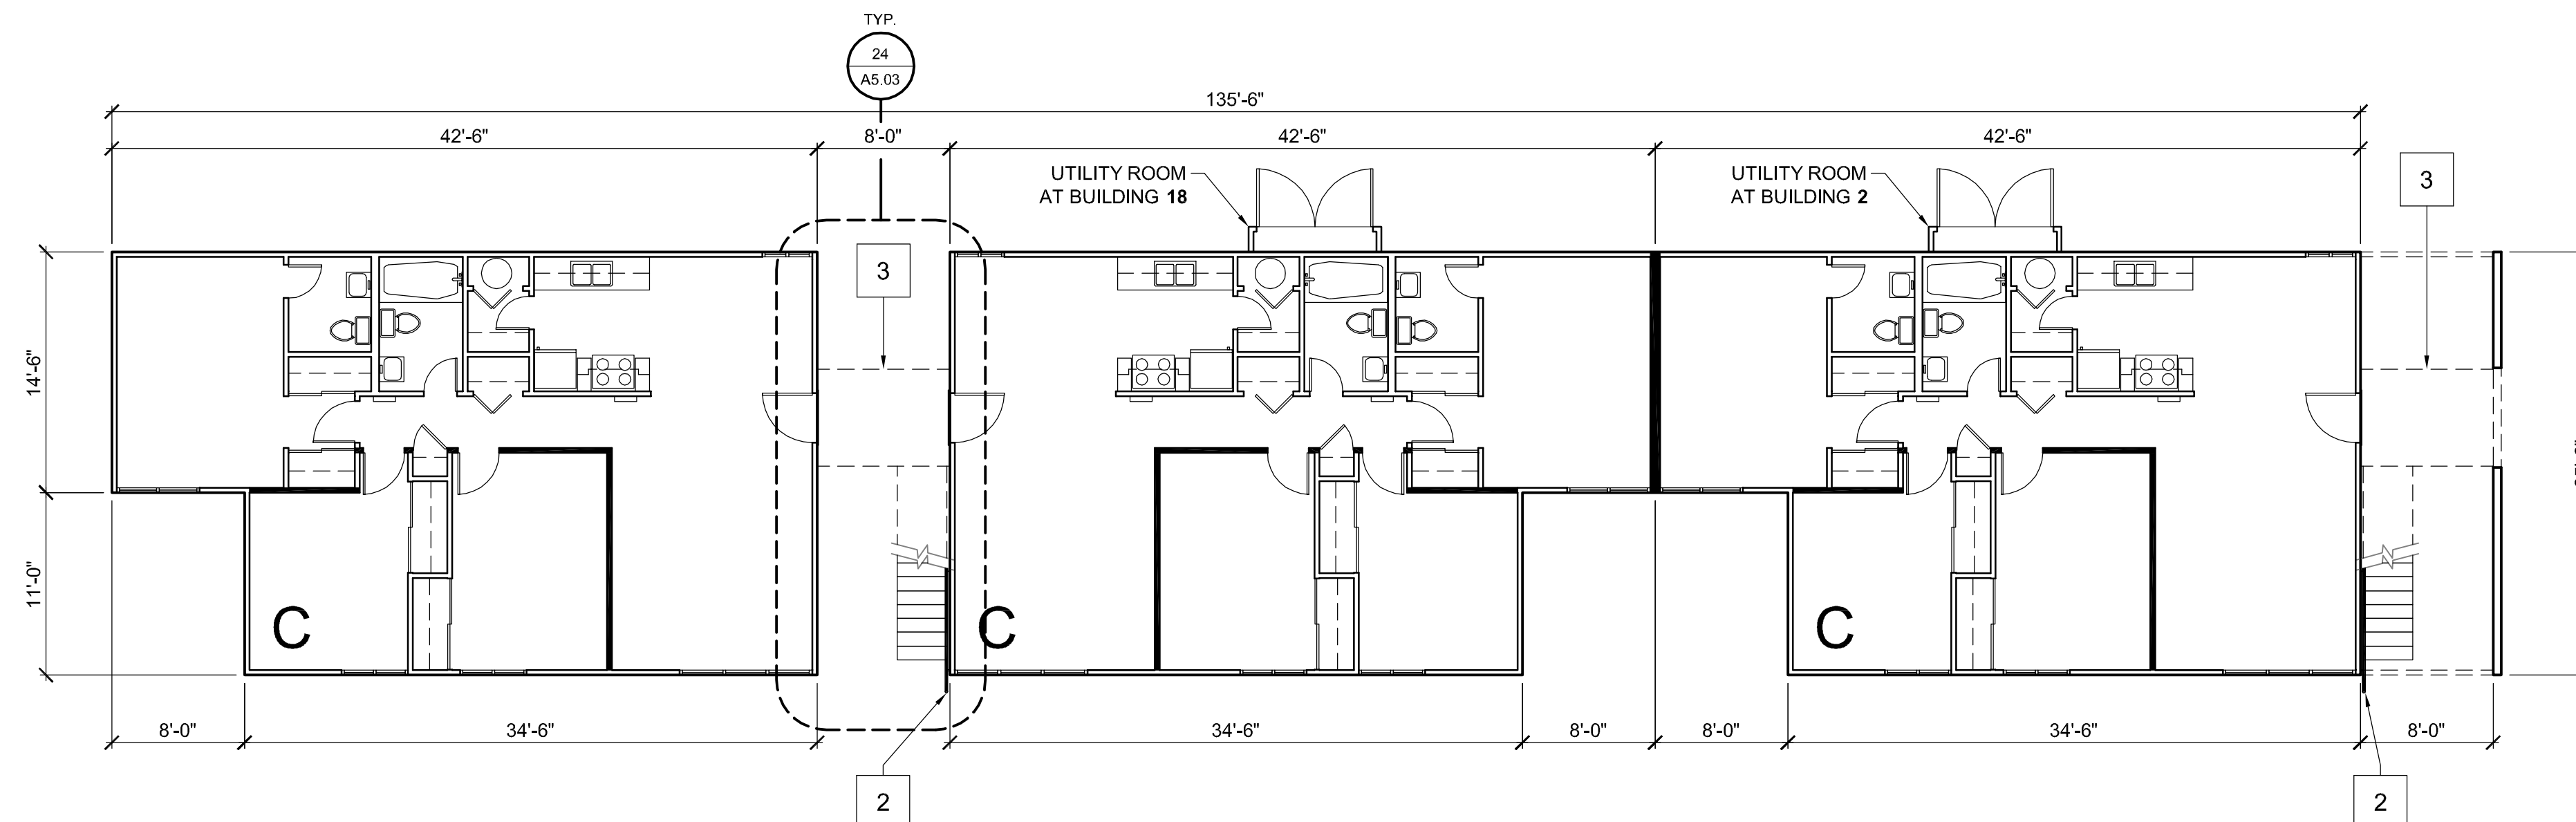 TYP.
24
A5.03
135'-6"
42'-6"
8'-0"
42'-6"
42'-6"
UTILITY ROOM
AT BUILDING 18
UTILITY ROOM
AT BUILDING 2
3
3
14'-6"
11'-0"
C
C
C
8'-0"
34'-6"
34'-6"
8'-0"
8'-0"
34'-6"
8'-0"
2
2